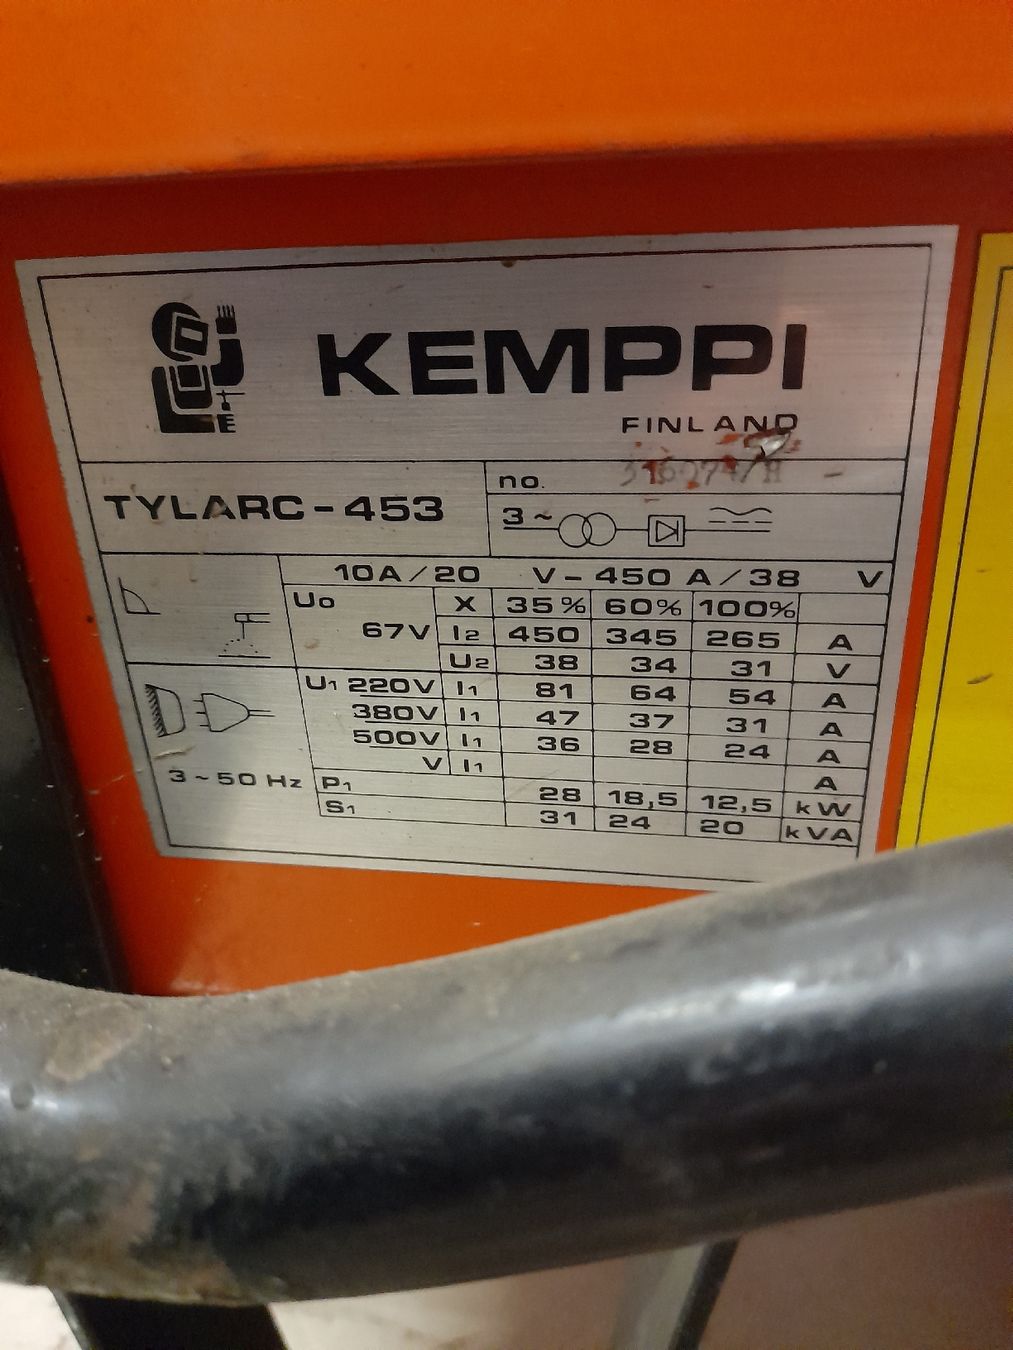 KEMPPI
FINLAND
TYLARC-453
no.
3~
10A/20 V-450 A/38 V
Uo X 35% 60% 100%
67V I2 450 345 265 A
U2 38 34 31 V
U1 220V I1 81 64 54 A
380V I1 47 37 31 A
500V I1 36 28 24 A
V I1 A
3~50 Hz P1 28 18,5 12,5 kW
S1 31 24 20 kVA